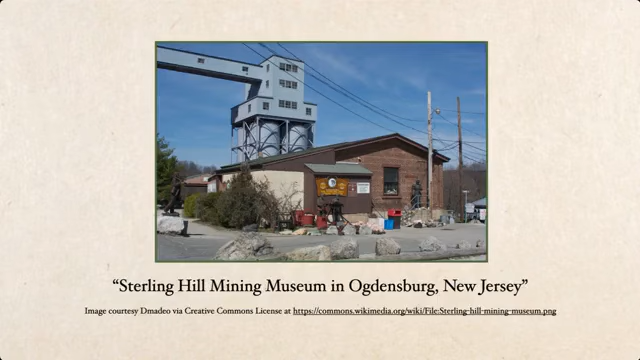 “Sterling Hill Mining Museum in Ogdensburg, New Jersey”
Image courtesy Dmadeo via Creative Commons License at https://commons.wikimedia.org/wiki/File:Sterling-hill-mining-museum.png